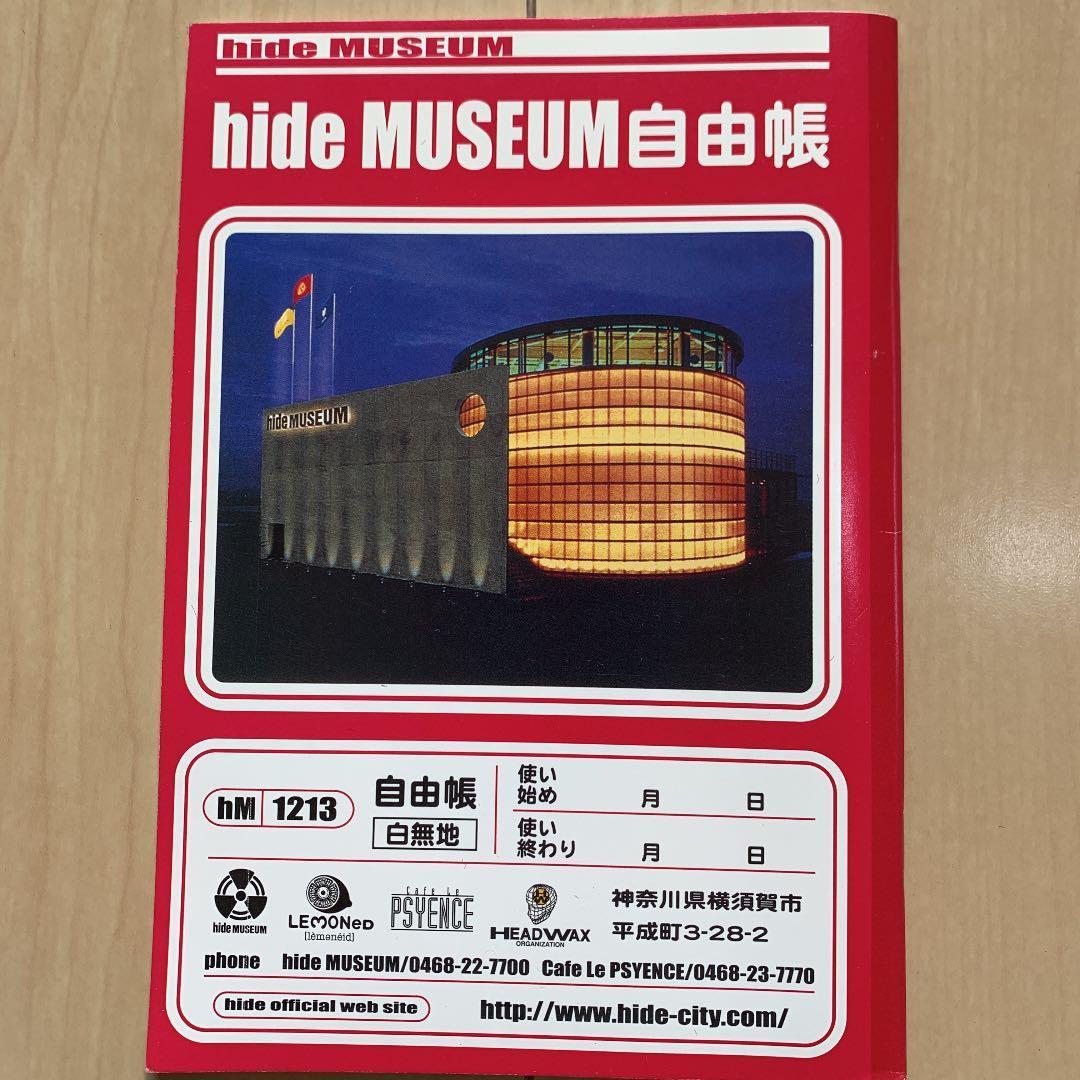 hide MUSEUM
hide MUSEUM自由帳
hide MUSEUM
hM 1213
自由帳
白無地
使い始め 月 日
使い終わり 月 日
hide MUSEUM
LEMONeD
[lèmənéid]
Cafe Le
PSYENCE
HEADWAX
ORGANIZATION
神奈川県横須賀市
平成町3-28-2
phone hide MUSEUM/0468-22-7700 Cafe Le PSYENCE/0468-23-7770
hide official web site http://www.hide-city.com/